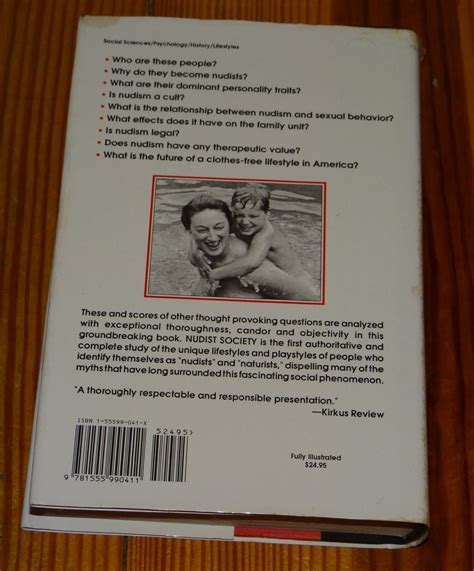 Social Sciences/Psychology/History/Lifestyles
• Who are these people?
• Why do they become nudists?
• What are their dominant personality traits?
• Is nudism a cult?
• What is the relationship between nudism and sexual behavior?
• What effects does it have on the family unit?
• Is nudism legal?
• Does nudism have any therapeutic value?
• What is the future of a clothes-free lifestyle in America?
These and scores of other thought provoking questions are analyzed
with exceptional thoroughness, candor and objectivity in this
groundbreaking book. NUDIST SOCIETY is the first authoritative and
complete study of the unique lifestyles and playstyles of people who
identify themselves as "nudists" and "naturists," dispelling many of the
myths that have long surrounded this fascinating social phenomenon.
"A thoroughly respectable and responsible presentation."
—Kirkus Review
ISBN 1-55599-041-X
52495>
9 781555 990411
Fully Illustrated
$24.95